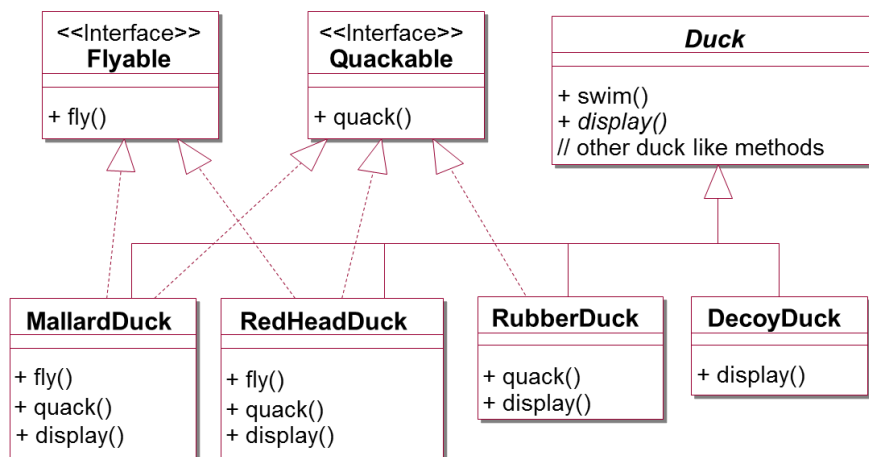 <<Interface>>
Flyable
+ fly()
<<Interface>>
Quackable
+ quack()
Duck
+ swim()
+ display()
// other duck like methods
MallardDuck
+ fly()
+ quack()
+ display()
RedHeadDuck
+ fly()
+ quack()
+ display()
RubberDuck
+ quack()
+ display()
DecoyDuck
+ display()